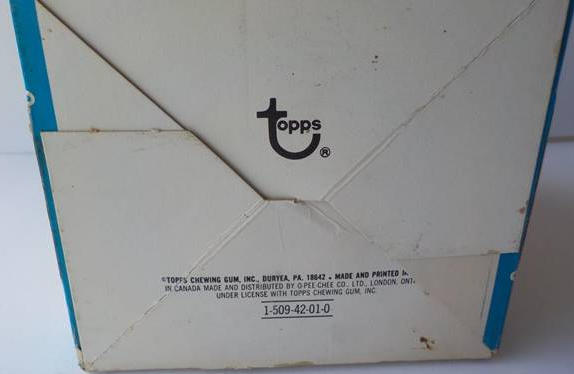 topps
®
©TOPPS CHEWING GUM, INC., DURYEA, PA. 18642 • MADE AND PRINTED
IN CANADA MADE AND DISTRIBUTED BY O-PEE-CHEE CO., LTD., LONDON, ONT.
UNDER LICENSE WITH TOPPS CHEWING GUM, INC.
1-509-42-01-0